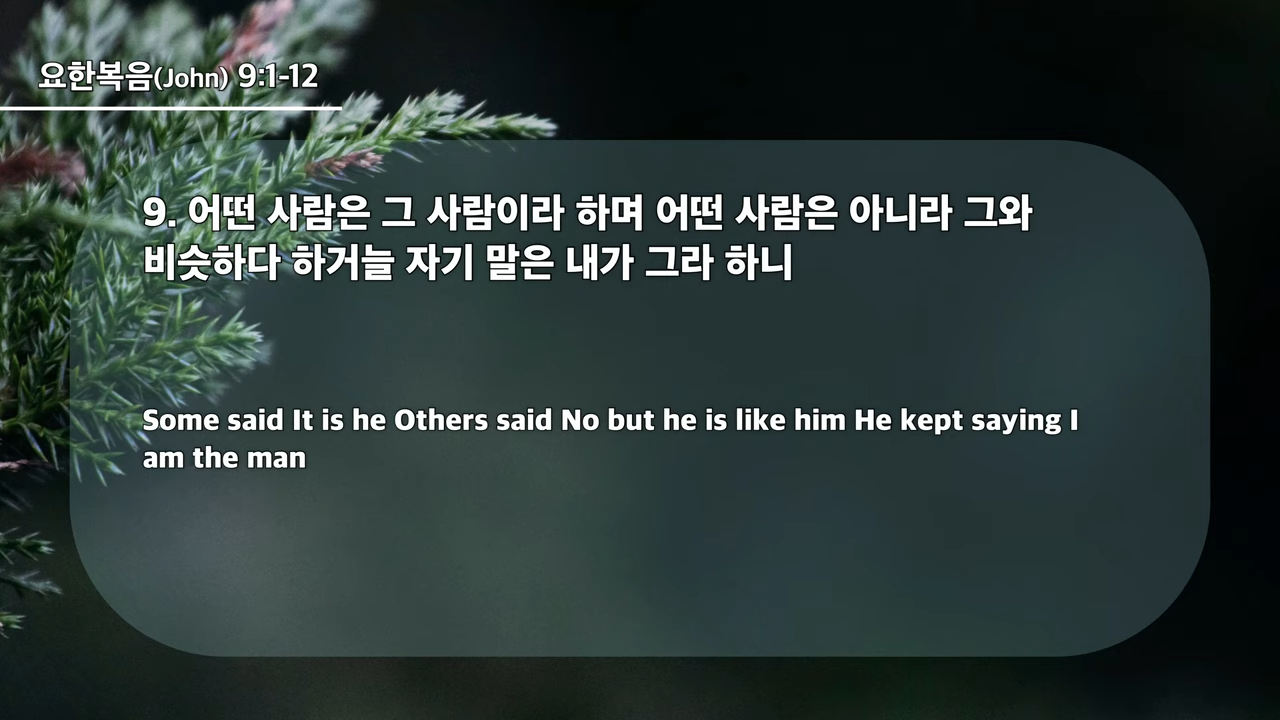 요한복음(John) 9:1-12
9. 어떤 사람은 그 사람이라 하며 어떤 사람은 아니라 그와
비슷하다 하거늘 자기 말은 내가 그라 하니
Some said It is he Others said No but he is like him He kept saying I
am the man